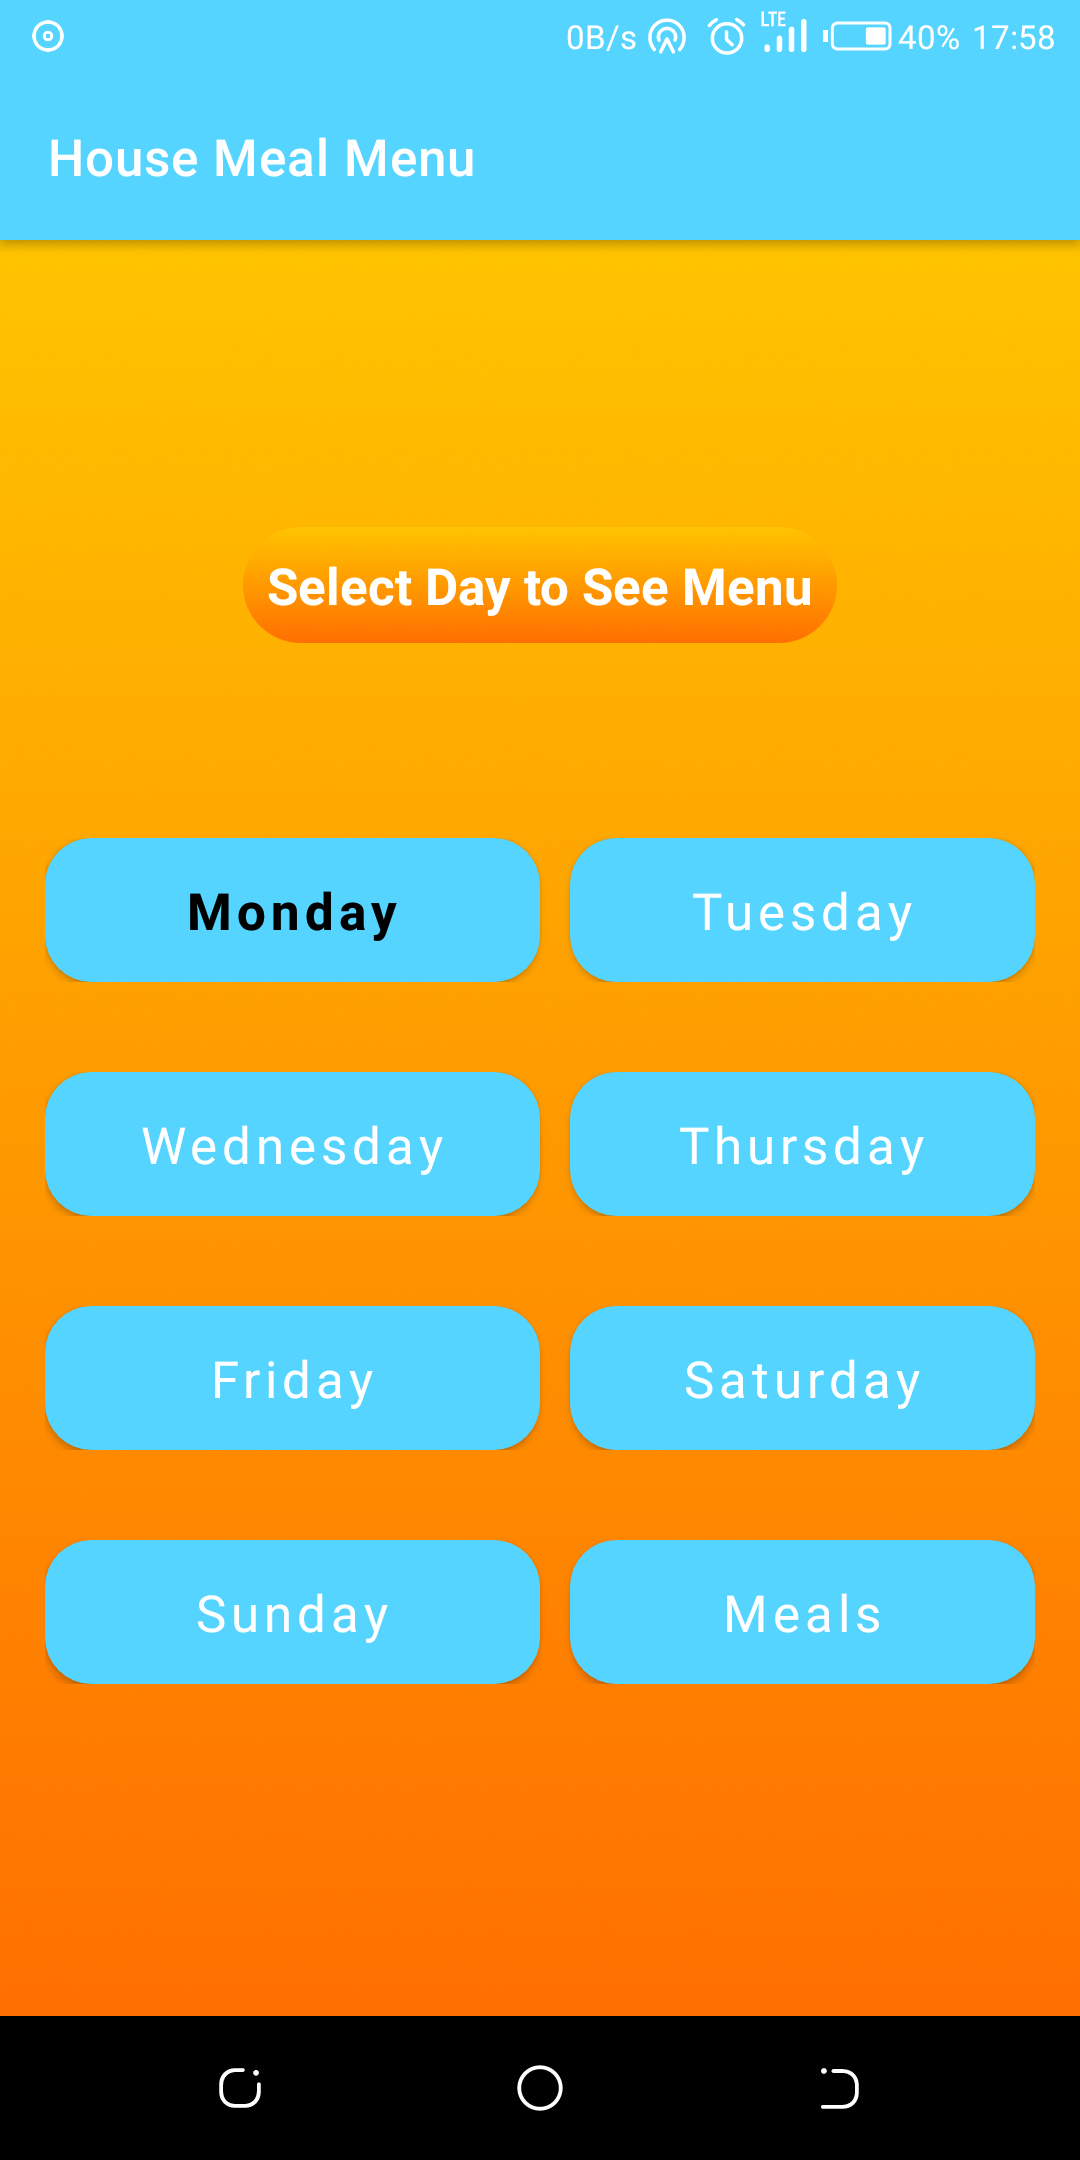 0B/s LTE 40% 17:58
House Meal Menu
Select Day to See Menu
Monday Tuesday
Wednesday Thursday
Friday Saturday
Sunday Meals